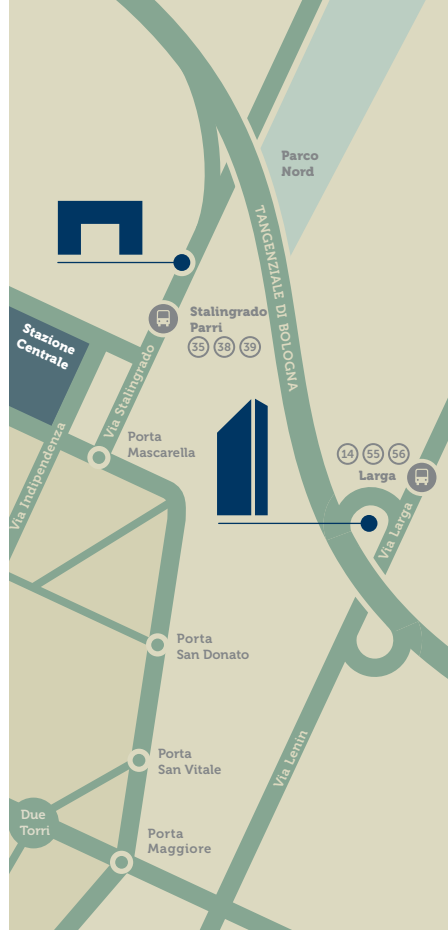 Parco
Nord
TANGENZIALE DI BOLOGNA
Stalingrado
Parri
35 38 39
Stazione
Centrale
Via Stalingrado
Via Indipendenza
Porta
Mascarella
14 55 56
Larga
Via Larga
Porta
San Donato
Via Lenin
Porta
San Vitale
Due
Torri
Porta
Maggiore